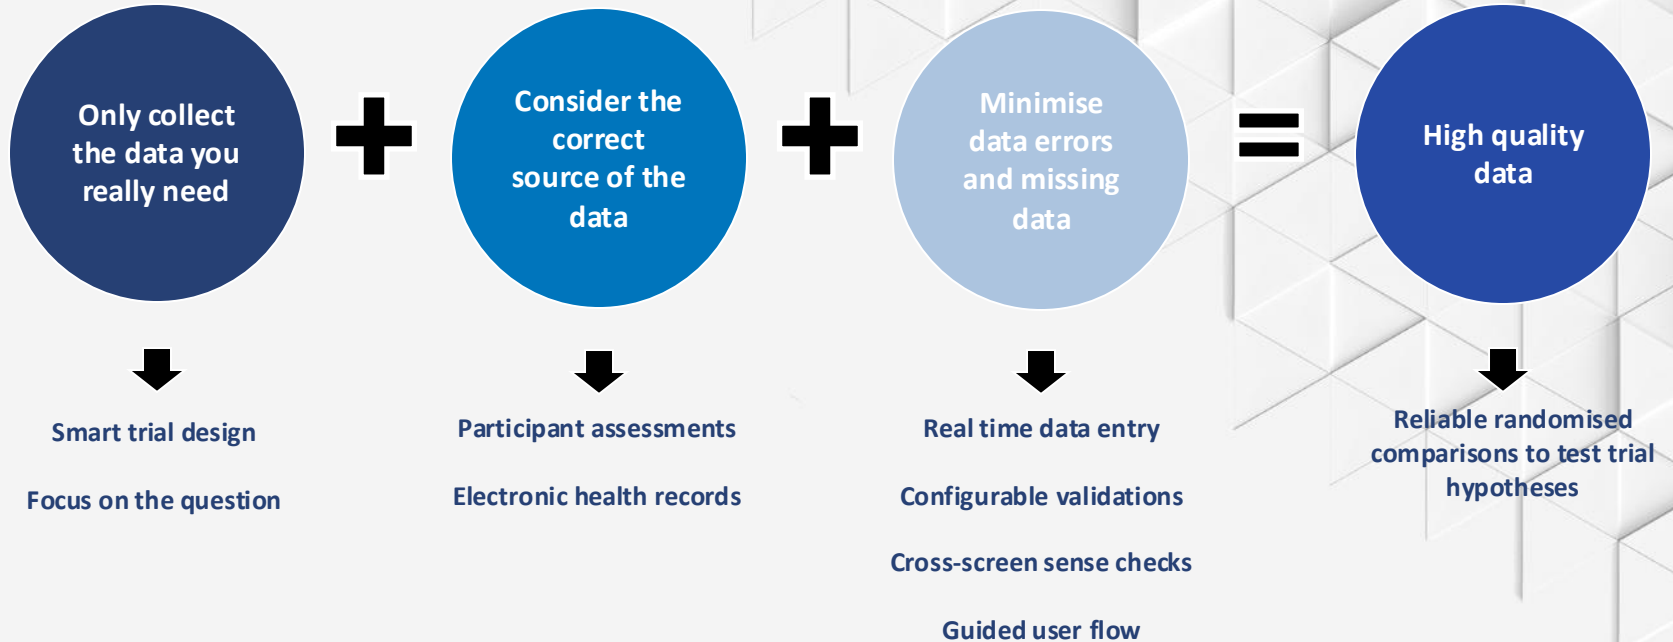 Only collect
the data you
really need
Consider the
correct
source of the
data
Minimise
data errors
and missing
data
High quality
data
Smart trial design
Focus on the question
Participant assessments
Electronic health records
Real time data entry
Configurable validations
Cross-screen sense checks
Guided user flow
Reliable randomised
comparisons to test trial
hypotheses